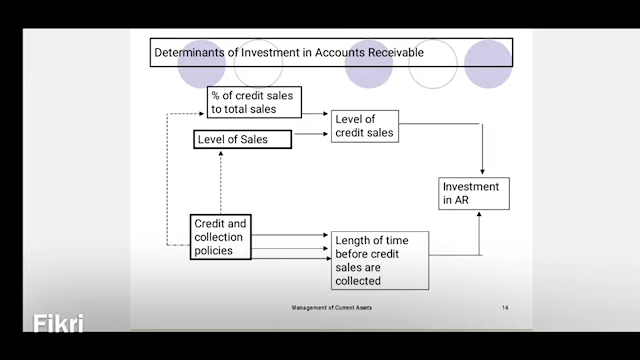 Determinants of Investment in Accounts Receivable
% of credit sales
to total sales
Level of Sales
Level of
credit sales
Investment
in AR
Credit and
collection
policies
Length of time
before credit
sales are
collected
Management of Current Assets
14
Fikri